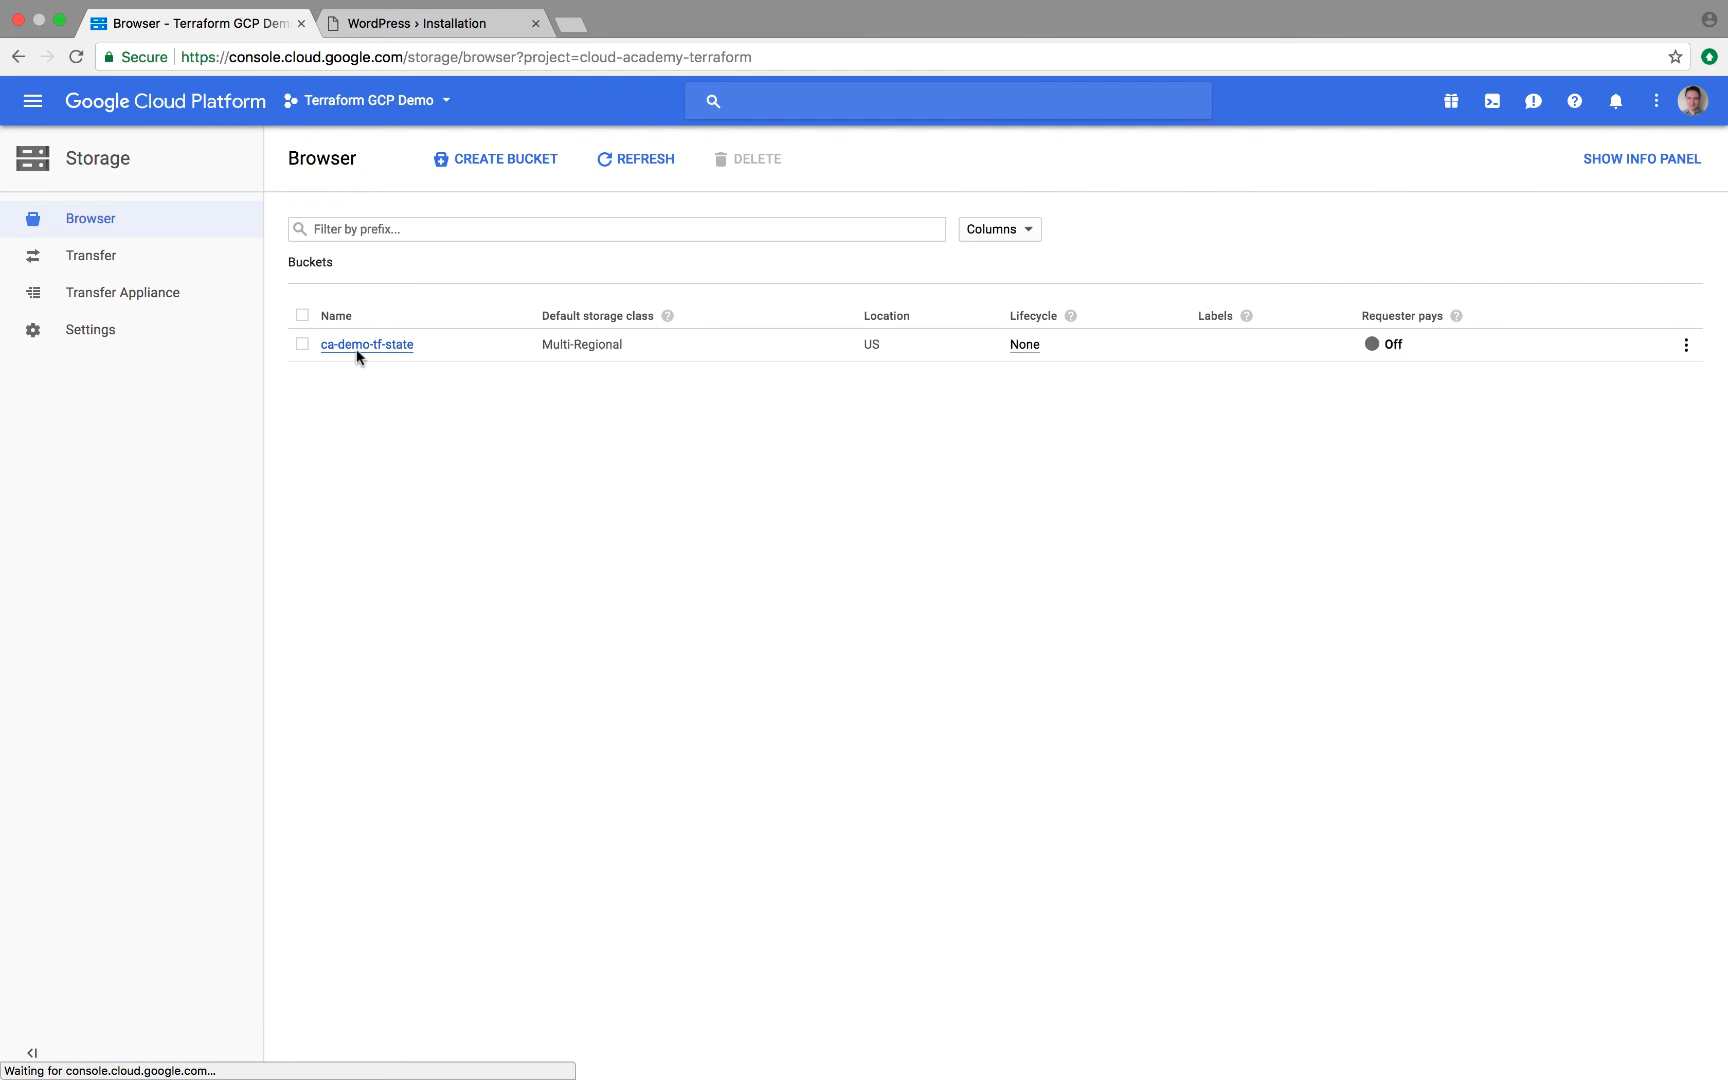 Browser - Terraform GCP Dem
WordPress › Installation
Secure https://console.cloud.google.com/storage/browser?project=cloud-academy-terraform
Google Cloud Platform Terraform GCP Demo
Storage
Browser
CREATE BUCKET
REFRESH
DELETE
SHOW INFO PANEL
Browser
Transfer
Transfer Appliance
Settings
Filter by prefix...
Columns
Buckets
Name Default storage class Location Lifecycle Labels Requester pays
ca-demo-tf-state Multi-Regional US None Off
Waiting for console.cloud.google.com...